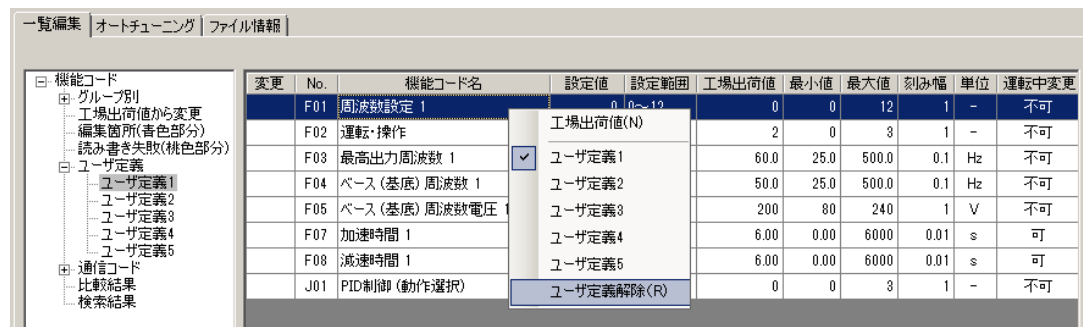 一覧編集 オートチューニング ファイル情報
機能コード
グループ別
工場出荷値から変更
編集箇所(青色部分)
読み書き失敗(桃色部分)
ユーザ定義
ユーザ定義1
ユーザ定義2
ユーザ定義3
ユーザ定義4
ユーザ定義5
通信コード
比較結果
検索結果
変更 No. 機能コード名 設定値 設定範囲 工場出荷値 最小値 最大値 刻み幅 単位 運転中変更
F01 周波数設定 1 0 0~12 0 0 12 1 - 不可
F02 運転・操作 2 0 3 1 - 不可
F03 最高出力周波数 1 60.0 25.0 500.0 0.1 Hz 不可
F04 ベース (基底) 周波数 1 50.0 25.0 500.0 0.1 Hz 不可
F05 ベース (基底) 周波数電圧 1 200 80 240 1 V 不可
F07 加速時間 1 6.00 0.00 6000 0.01 s 可
F08 減速時間 1 6.00 0.00 6000 0.01 s 可
J01 PID制御 (動作選択) 0 0 3 1 - 不可
工場出荷値(N)
ユーザ定義1
ユーザ定義2
ユーザ定義3
ユーザ定義4
ユーザ定義5
ユーザ定義解除(R)